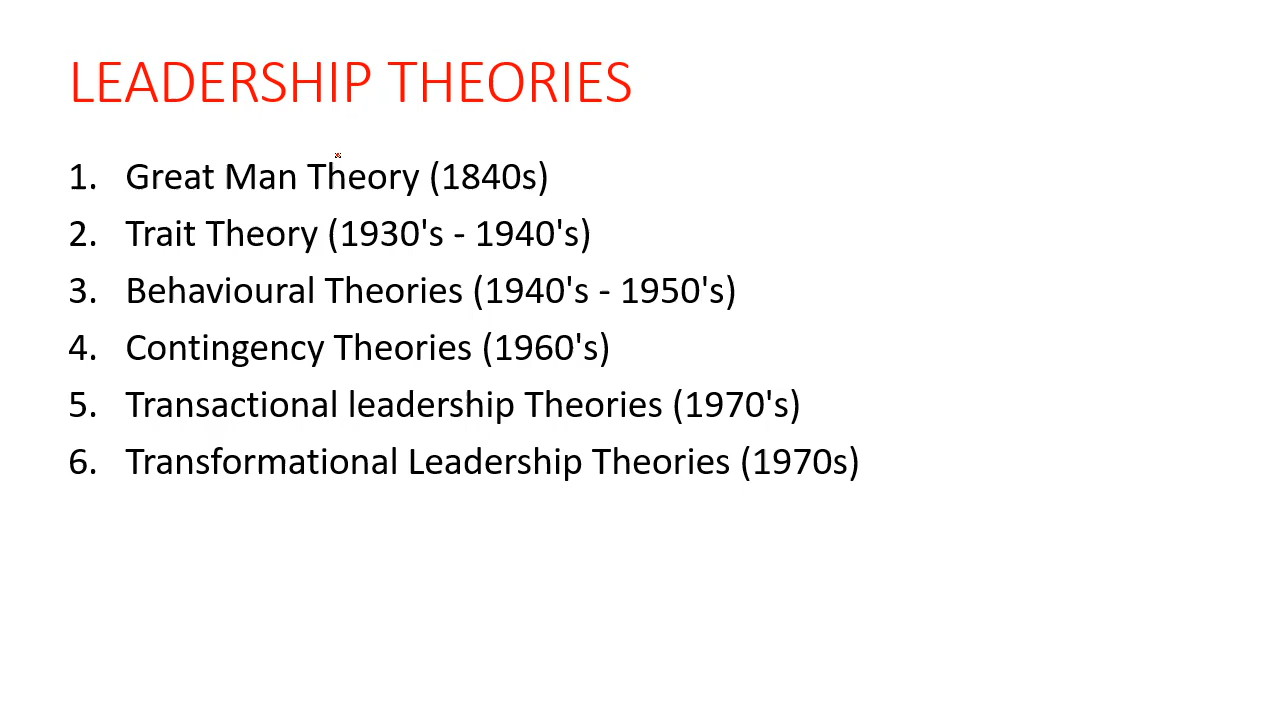 LEADERSHIP THEORIES
1. Great Man Theory (1840s)
2. Trait Theory (1930's - 1940's)
3. Behavioural Theories (1940's - 1950's)
4. Contingency Theories (1960's)
5. Transactional leadership Theories (1970's)
6. Transformational Leadership Theories (1970s)